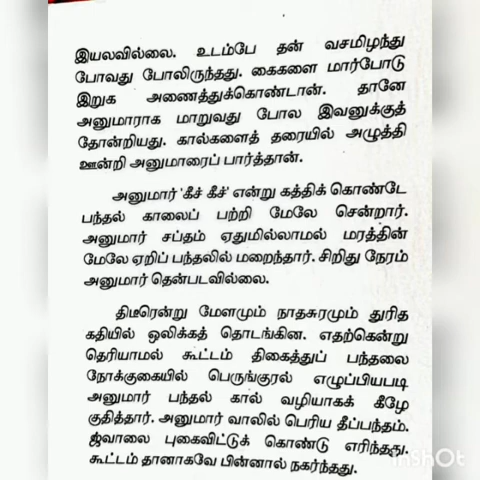 இயலவில்லை. உடம்பே தன் வசமிழந்து
போவது போலிருந்தது. கைகளை மார்போடு
இறுக அணைத்துக்கொண்டான். தானே
அனுமாராக மாறுவது போல இவனுக்குத்
தோன்றியது. கால்களைத் தரையில் அழுத்தி
ஊன்றி அனுமாரைப் பார்த்தான்.
அனுமார் 'கீச் கீச்' என்று கத்திக் கொண்டே
பந்தல் காலைப் பற்றி மேலே சென்றார்.
அனுமார் சப்தம் ஏதுமில்லாமல் மரத்தின்
மேலே ஏறிப் பந்தலில் மறைந்தார். சிறிது நேரம்
அனுமார் தென்படவில்லை.
திடீரென்று மேளமும் நாதசுரமும் துரித
கதியில் ஒலிக்கத் தொடங்கின. எதற்கென்று
தெரியாமல் கூட்டம் திகைத்துப் பந்தலை
நோக்குகையில் பெருங்குரல் எழுப்பியபடி
அனுமார் பந்தல் கால் வழியாகக் கீழே
குதித்தார். அனுமார் வாலில் பெரிய தீப்பந்தம்.
ஜ்வாலை புகைவிட்டுக் கொண்டு எரிந்தது.
கூட்டம் தானாகவே பின்னால் நகர்ந்தது.
InShOt